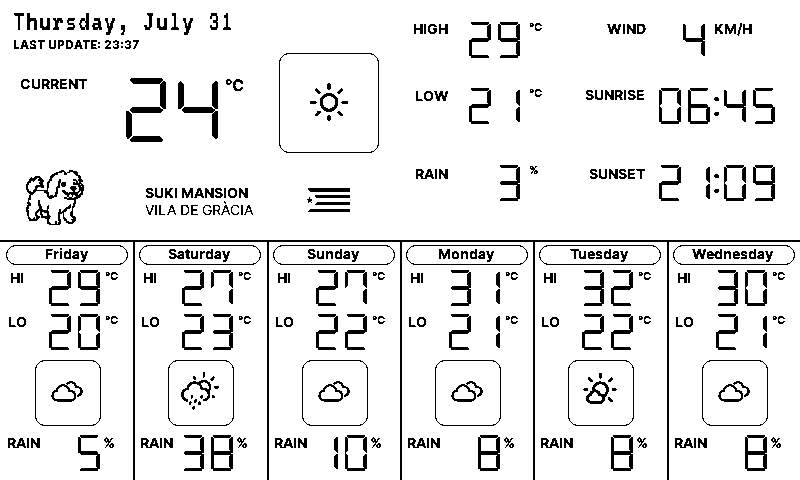 Thursday, July 31
LAST UPDATE: 23:37
CURRENT 24 °C
HIGH 29 °C
WIND 4 KM/H
LOW 21 °C
SUNRISE 06:45
RAIN 3 %
SUNSET 21:09
SUKI MANSION
VILA DE GRÀCIA
Friday
HI 29 °C
LO 20 °C
RAIN 5 %
Saturday
HI 27 °C
LO 23 °C
RAIN 38 %
Sunday
HI 27 °C
LO 22 °C
RAIN 10 %
Monday
HI 31 °C
LO 21 °C
RAIN 8 %
Tuesday
HI 32 °C
LO 22 °C
RAIN 8 %
Wednesday
HI 30 °C
LO 21 °C
RAIN 8 %